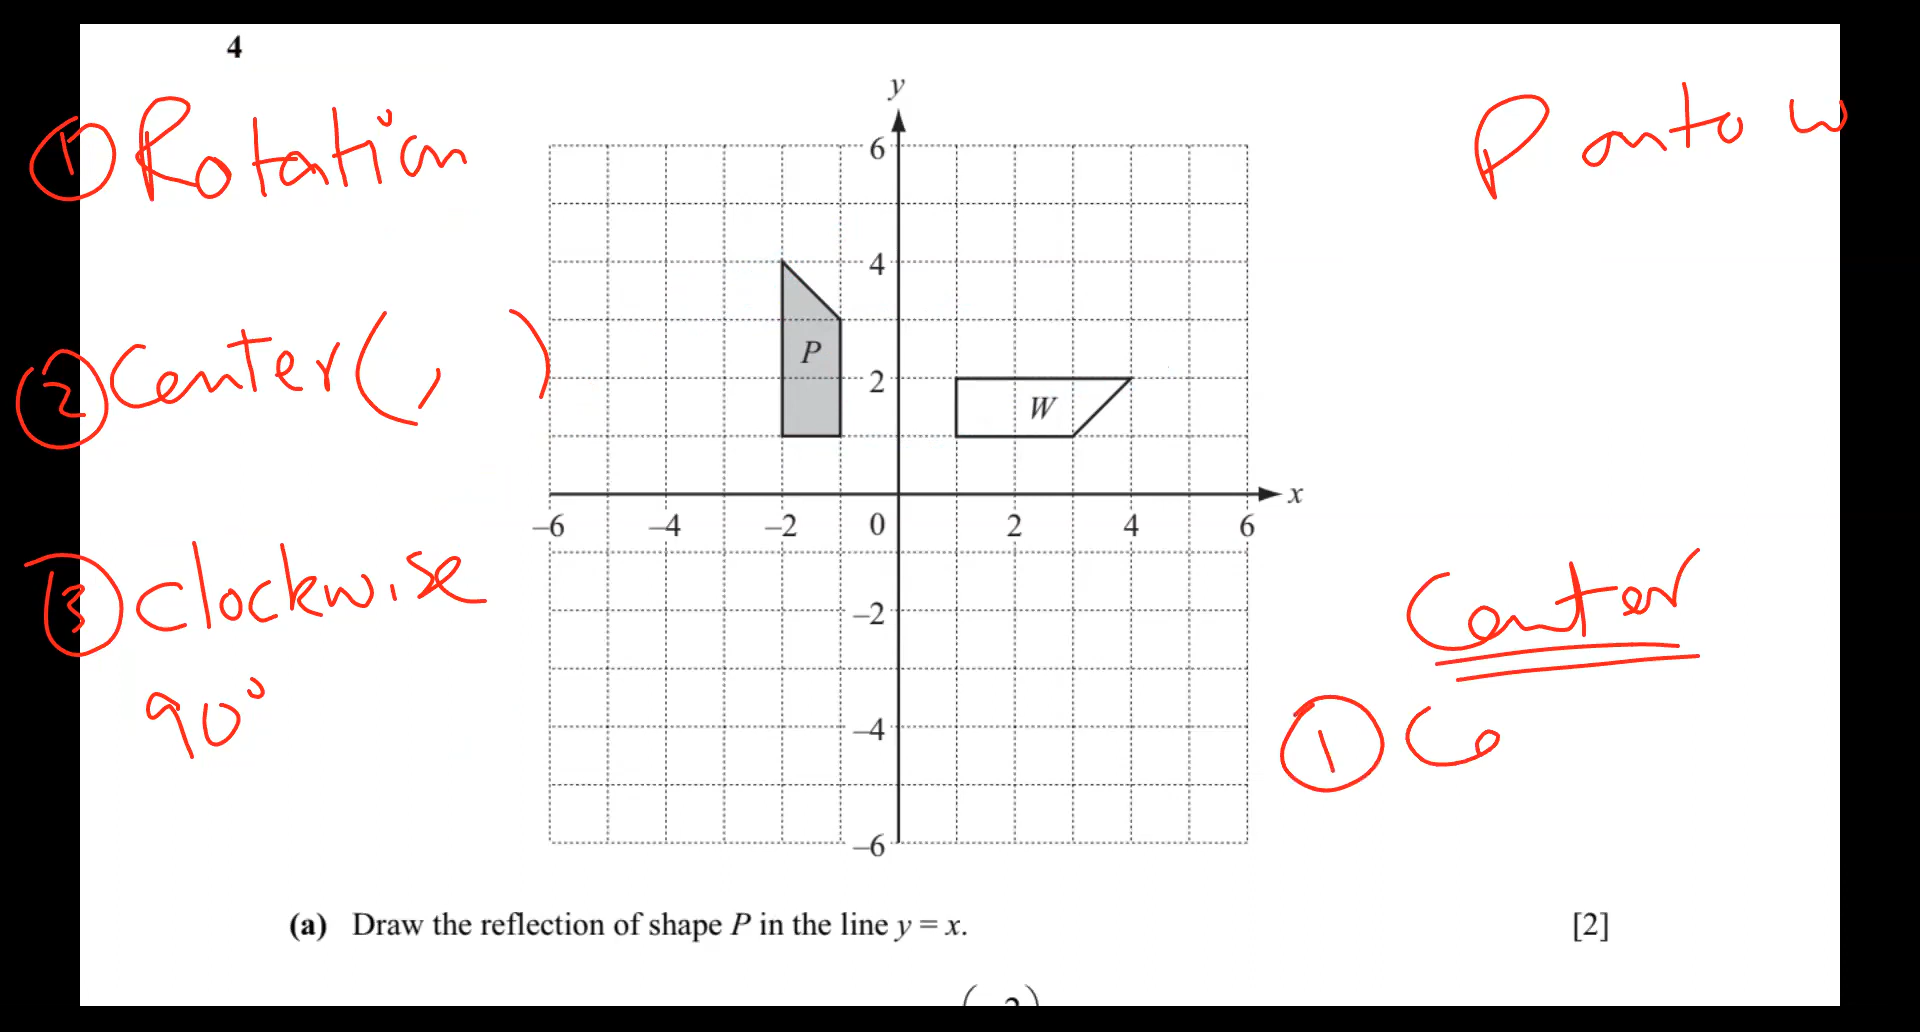 4
① Rotation
P onto W
y
6
4
P
2
W
② Center ( , )
x
–6 –4 –2 0 2 4 6
③ clockwise
90°
–2
Center
–4
① Ce
–6
(a) Draw the reflection of shape P in the line y = x. [2]